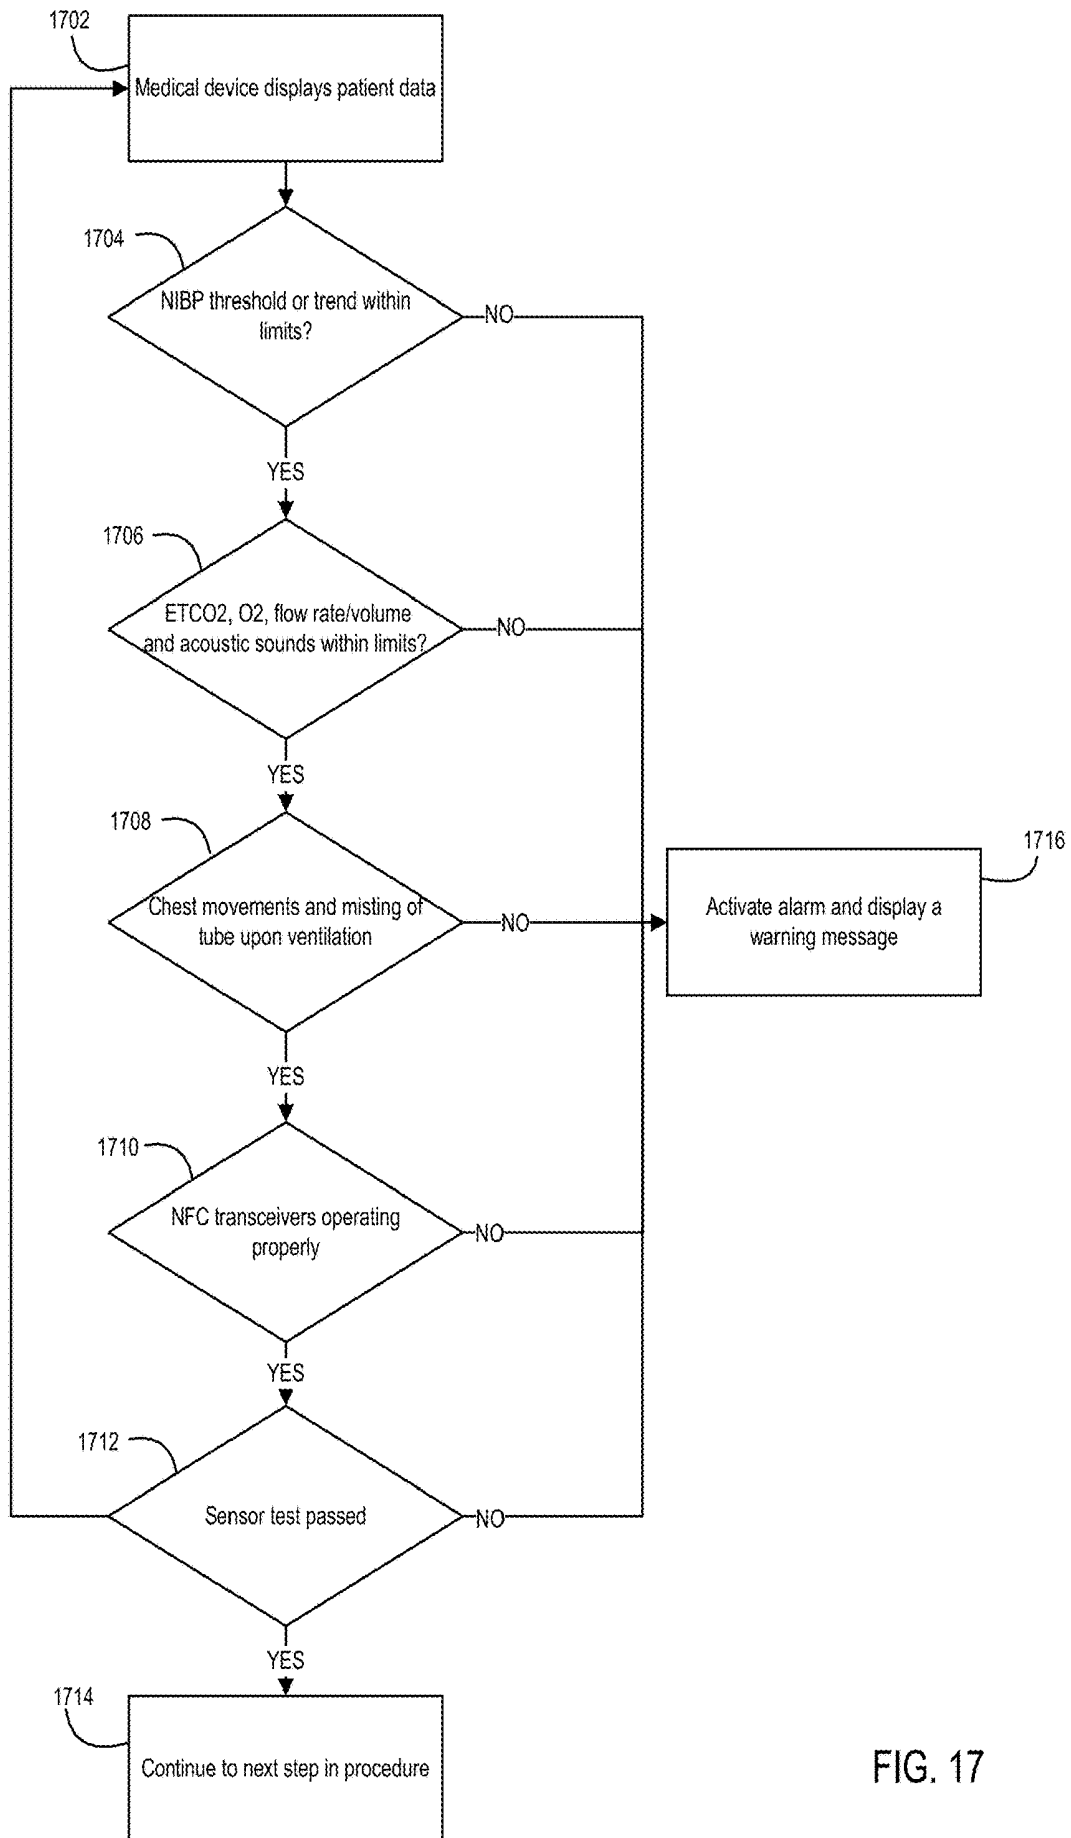 1702
Medical device displays patient data
1704
NIBP threshold or trend within
limits?
NO
YES
1706
ETCO2, O2, flow rate/volume
and acoustic sounds within limits?
NO
YES
1708
Chest movements and misting of
tube upon ventilation
NO
1716
Activate alarm and display a
warning message
YES
1710
NFC transceivers operating
properly
NO
YES
1712
Sensor test passed
NO
YES
1714
Continue to next step in procedure
FIG. 17